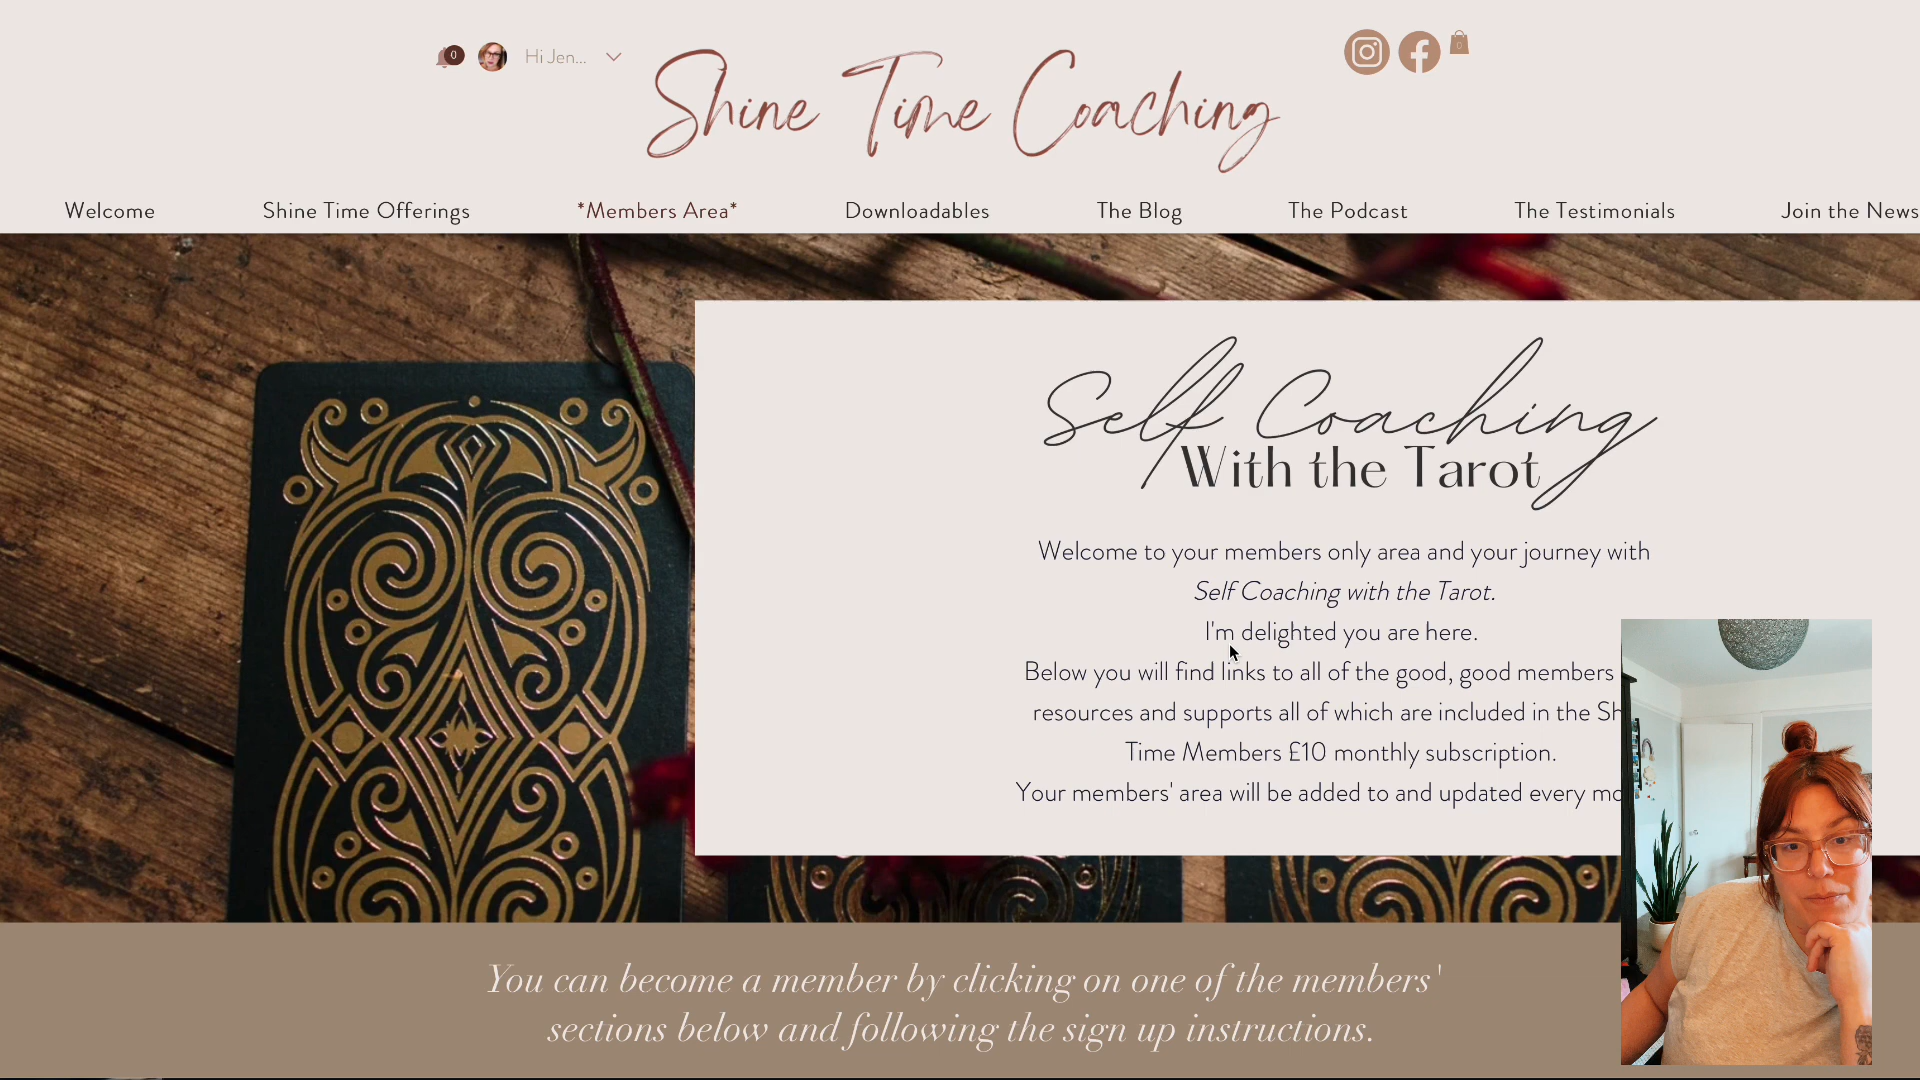 0
Hi Jen...
Shine Time Coaching
0
Welcome
Shine Time Offerings
*Members Area*
Downloadables
The Blog
The Podcast
The Testimonials
Join the News
Self Coaching
With the Tarot
Welcome to your members only area and your journey with
Self Coaching with the Tarot.
I'm delighted you are here.
Below you will find links to all of the good, good members
resources and supports all of which are included in the Sh
Time Members £10 monthly subscription.
Your members' area will be added to and updated every mo
You can become a member by clicking on one of the members'
sections below and following the sign up instructions.